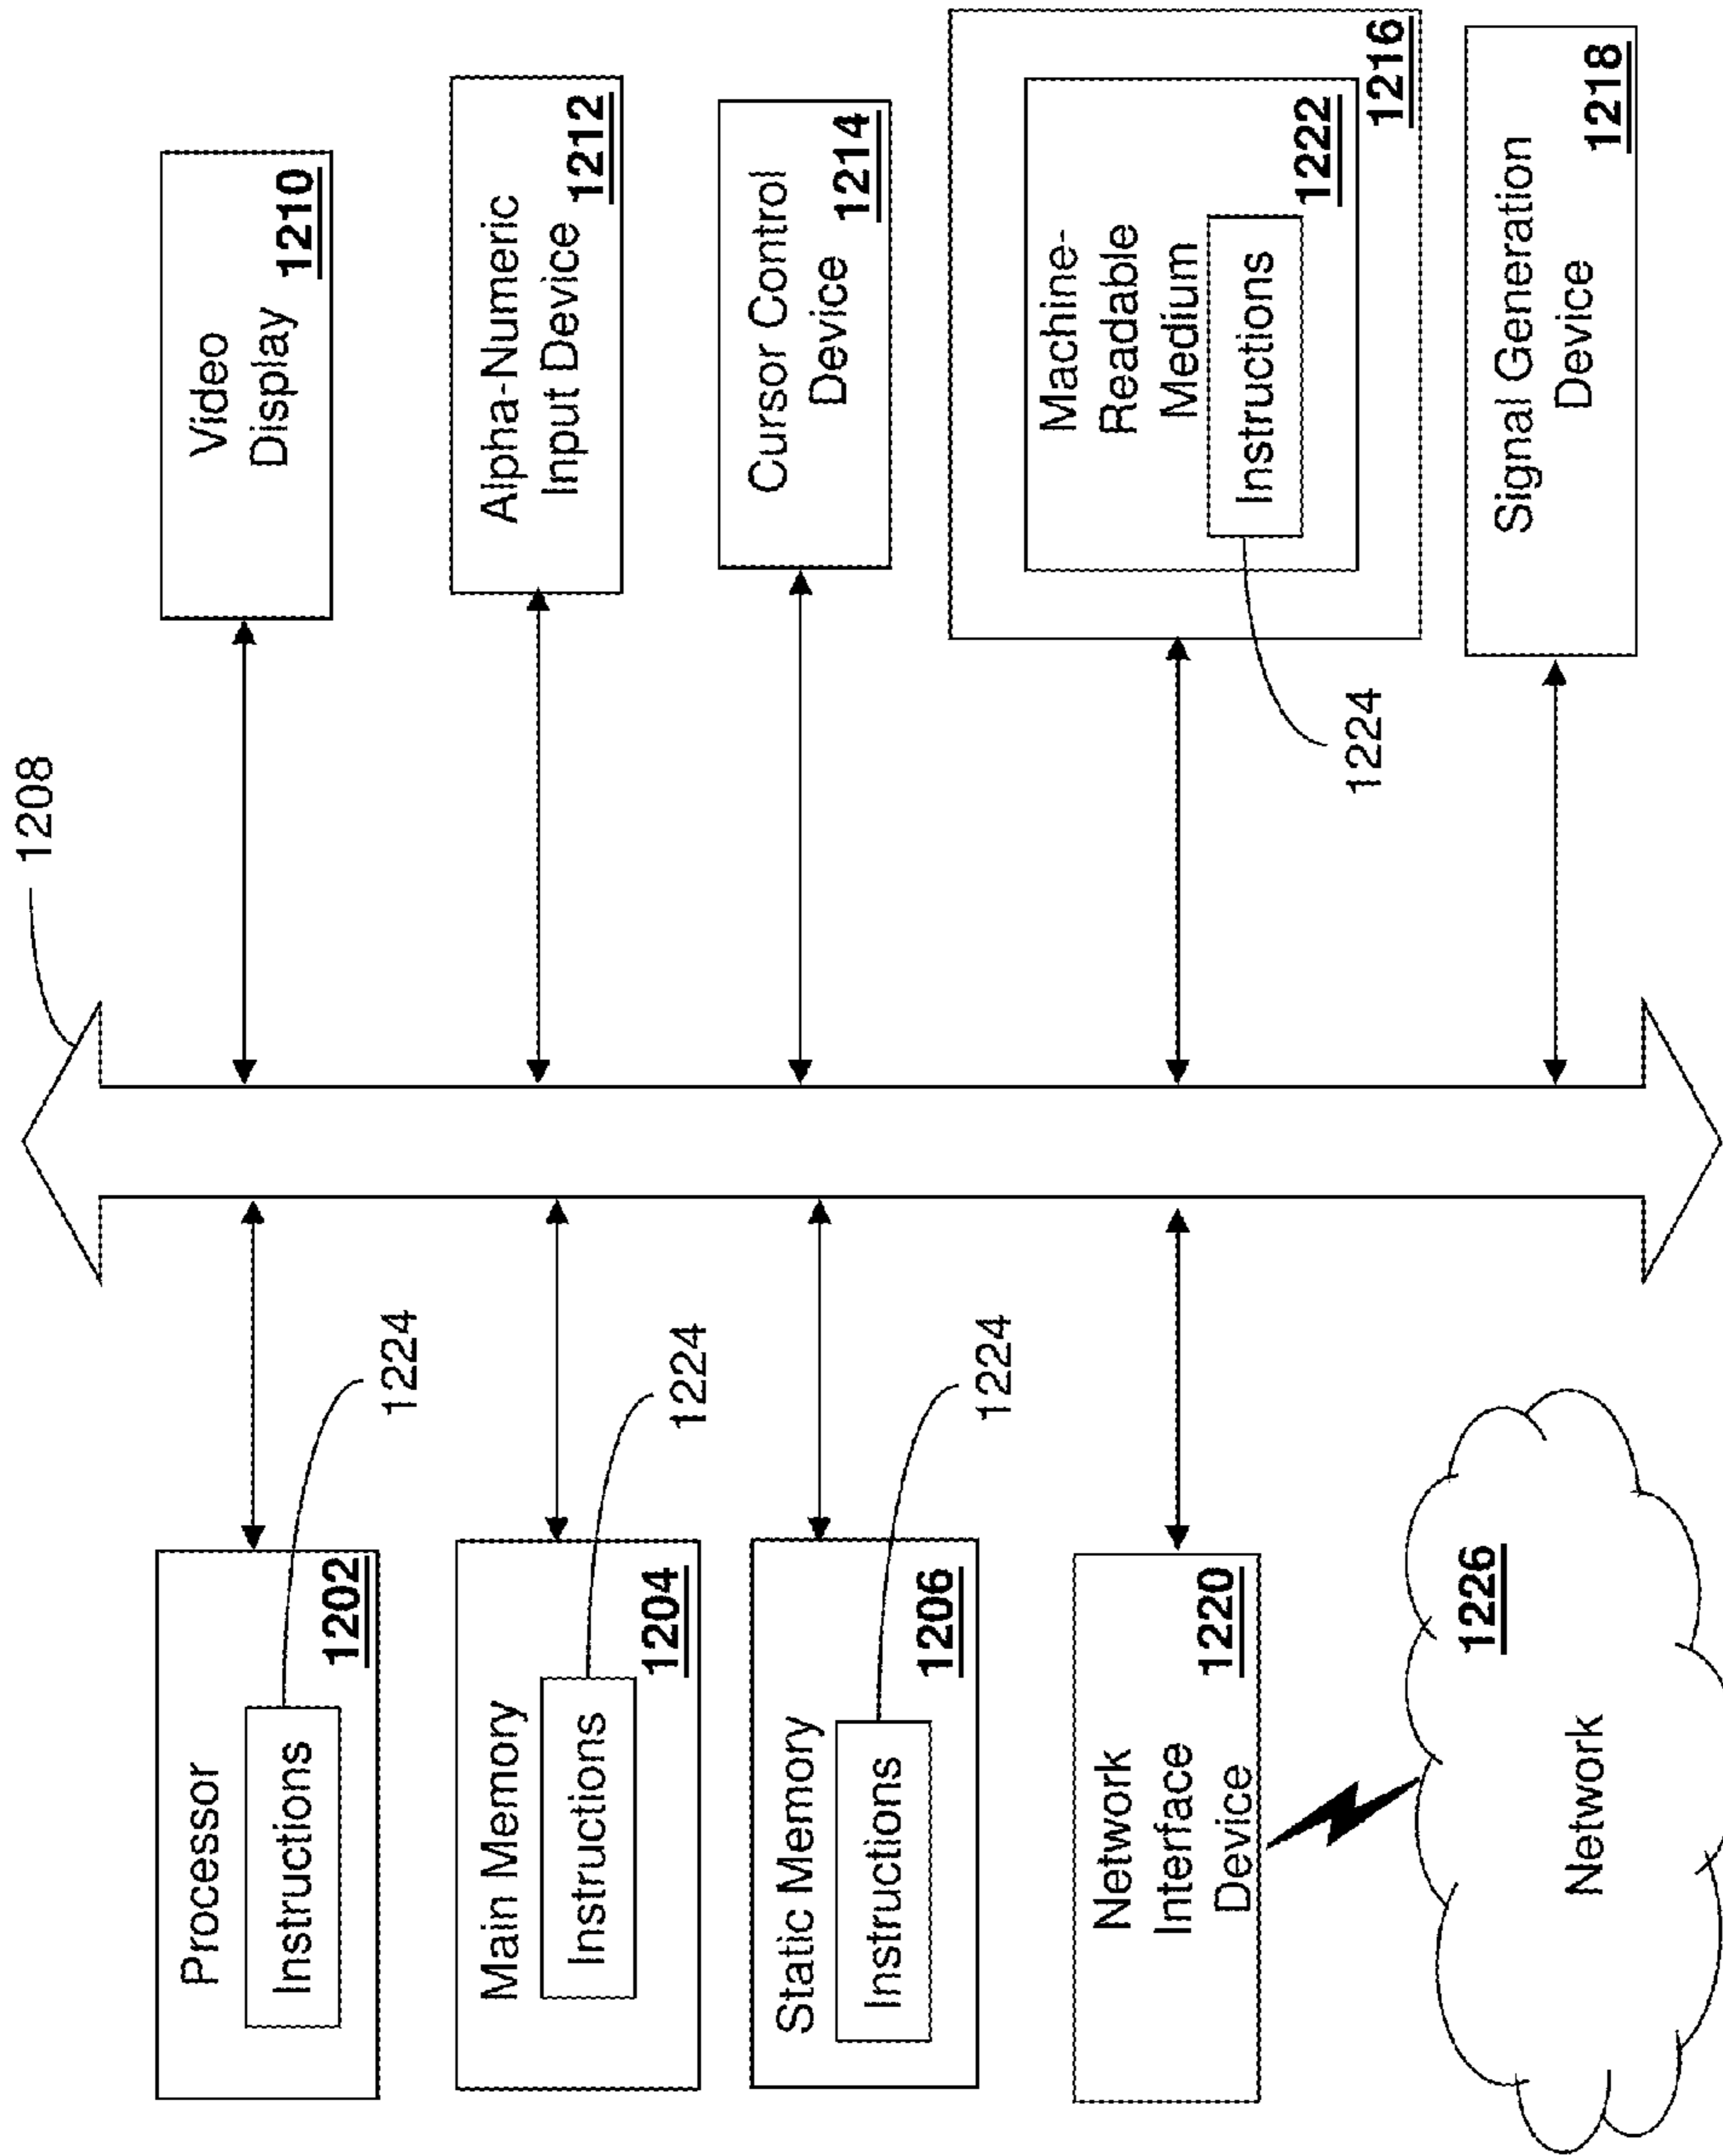 1208
Processor
Instructions
1202
1224
Main Memory
Instructions
1204
1224
Static Memory
Instructions
1206
1224
Network
Interface
Device
1220
1226
Network
Video
Display
1210
Alpha-Numeric
Input Device
1212
Cursor Control
Device
1214
Machine-
Readable
Medium
1222
Instructions
1216
1224
Signal Generation
Device
1218